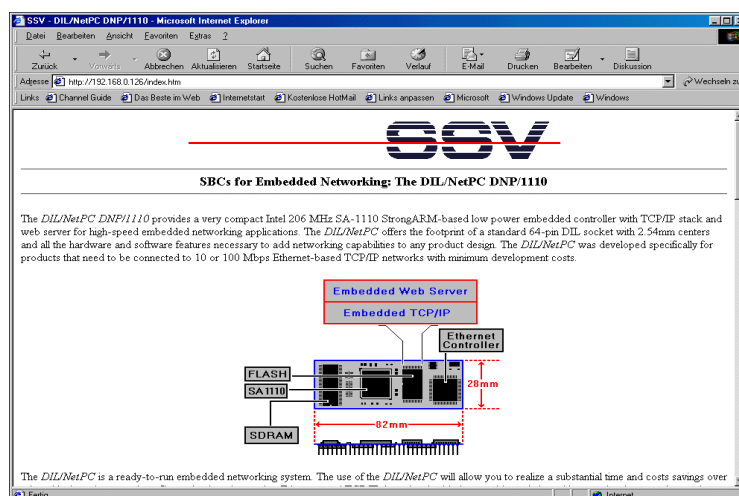 SSV - DIL/NetPC DNP/1110 - Microsoft Internet Explorer
Datei Bearbeiten Ansicht Favoriten Extras ?
Zurück Vorwärts Abbrechen Aktualisieren Startseite Suchen Favoriten Verlauf E-Mail Drucken Bearbeiten Diskussion
Adresse http://192.168.0.126/index.htm Wechseln zu
Links Channel Guide Das Beste im Web Internetstart Kostenlose HotMail Links anpassen Microsoft Windows Update Windows
SSV
SBCs for Embedded Networking: The DIL/NetPC DNP/1110
The DIL/NetPC DNP/1110 provides a very compact Intel 206 MHz SA-1110 StrongARM-based low power embedded controller with TCP/IP stack and
web server for high-speed embedded networking applications. The DIL/NetPC offers the footprint of a standard 64-pin DIL socket with 2.54mm centers
and all the hardware and software features necessary to add networking capabilities to any product design. The DIL/NetPC was developed specifically for
products that need to be connected to 10 or 100 Mbps Ethernet-based TCP/IP networks with minimum development costs.
Embedded Web Server
Embedded TCP/IP
Ethernet
Controller
FLASH
SA1110
28mm
82mm
SDRAM
The DIL/NetPC is a ready-to-run embedded networking system. The use of the DIL/NetPC will allow you to realize a substantial time and costs savings over
Fertig Internet